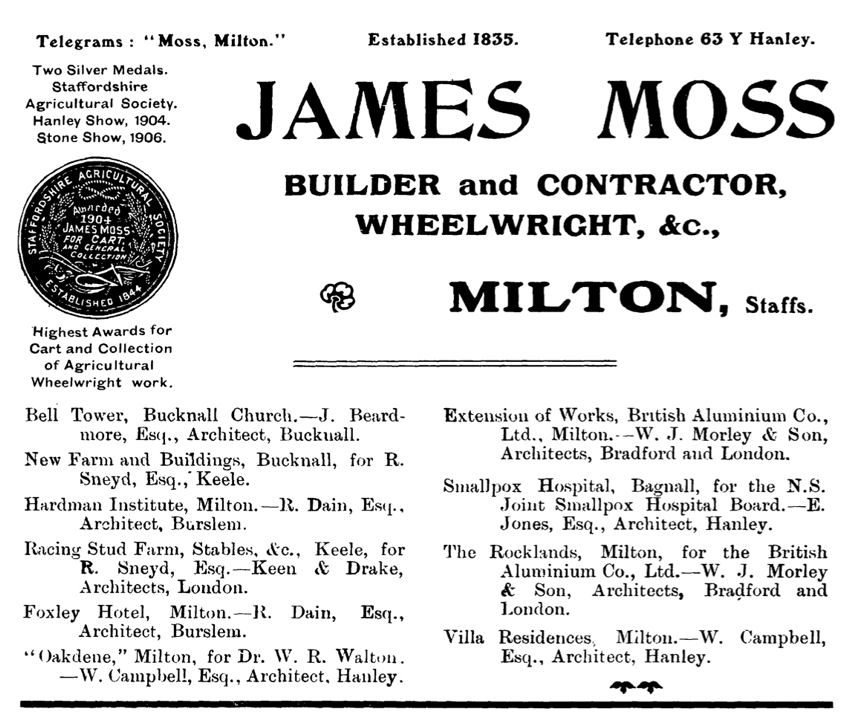 Telegrams : "Moss, Milton."
Established 1835.
Telephone 63 Y Hanley.
Two Silver Medals.
Staffordshire
Agricultural Society.
Hanley Show, 1904.
Stone Show, 1906.
STAFFORDSHIRE AGRICULTURAL SOCIETY
Awarded
1904
JAMES MOSS
FOR CART
AND GENERAL
COLLECTION
ESTABLISHED 1844
Highest Awards for
Cart and Collection
of Agricultural
Wheelwright work.
JAMES MOSS
BUILDER and CONTRACTOR,
WHEELWRIGHT, &c.,
MILTON, Staffs.
Bell Tower, Bucknall Church.—J. Beard-
more, Esq., Architect, Bucknall.
New Farm and Buildings, Bucknall, for R.
Sneyd, Esq., Keele.
Hardman Institute, Milton.—R. Dain, Esq.,
Architect, Burslem.
Racing Stud Farm, Stables, &c., Keele, for
R. Sneyd, Esq.—Keen & Drake,
Architects, London.
Foxley Hotel, Milton.—R. Dain, Esq.,
Architect, Burslem.
"Oakdene," Milton, for Dr. W. R. Walton.
—W. Campbell, Esq., Architect, Hanley.
Extension of Works, British Aluminium Co.,
Ltd., Milton.—W. J. Morley & Son,
Architects, Bradford and London.
Smallpox Hospital, Bagnall, for the N.S.
Joint Smallpox Hospital Board.—E.
Jones, Esq., Architect, Hanley.
The Rocklands, Milton, for the British
Aluminium Co., Ltd.—W. J. Morley
& Son, Architects, Bradford and
London.
Villa Residences, Milton.—W. Campbell,
Esq., Architect, Hanley.